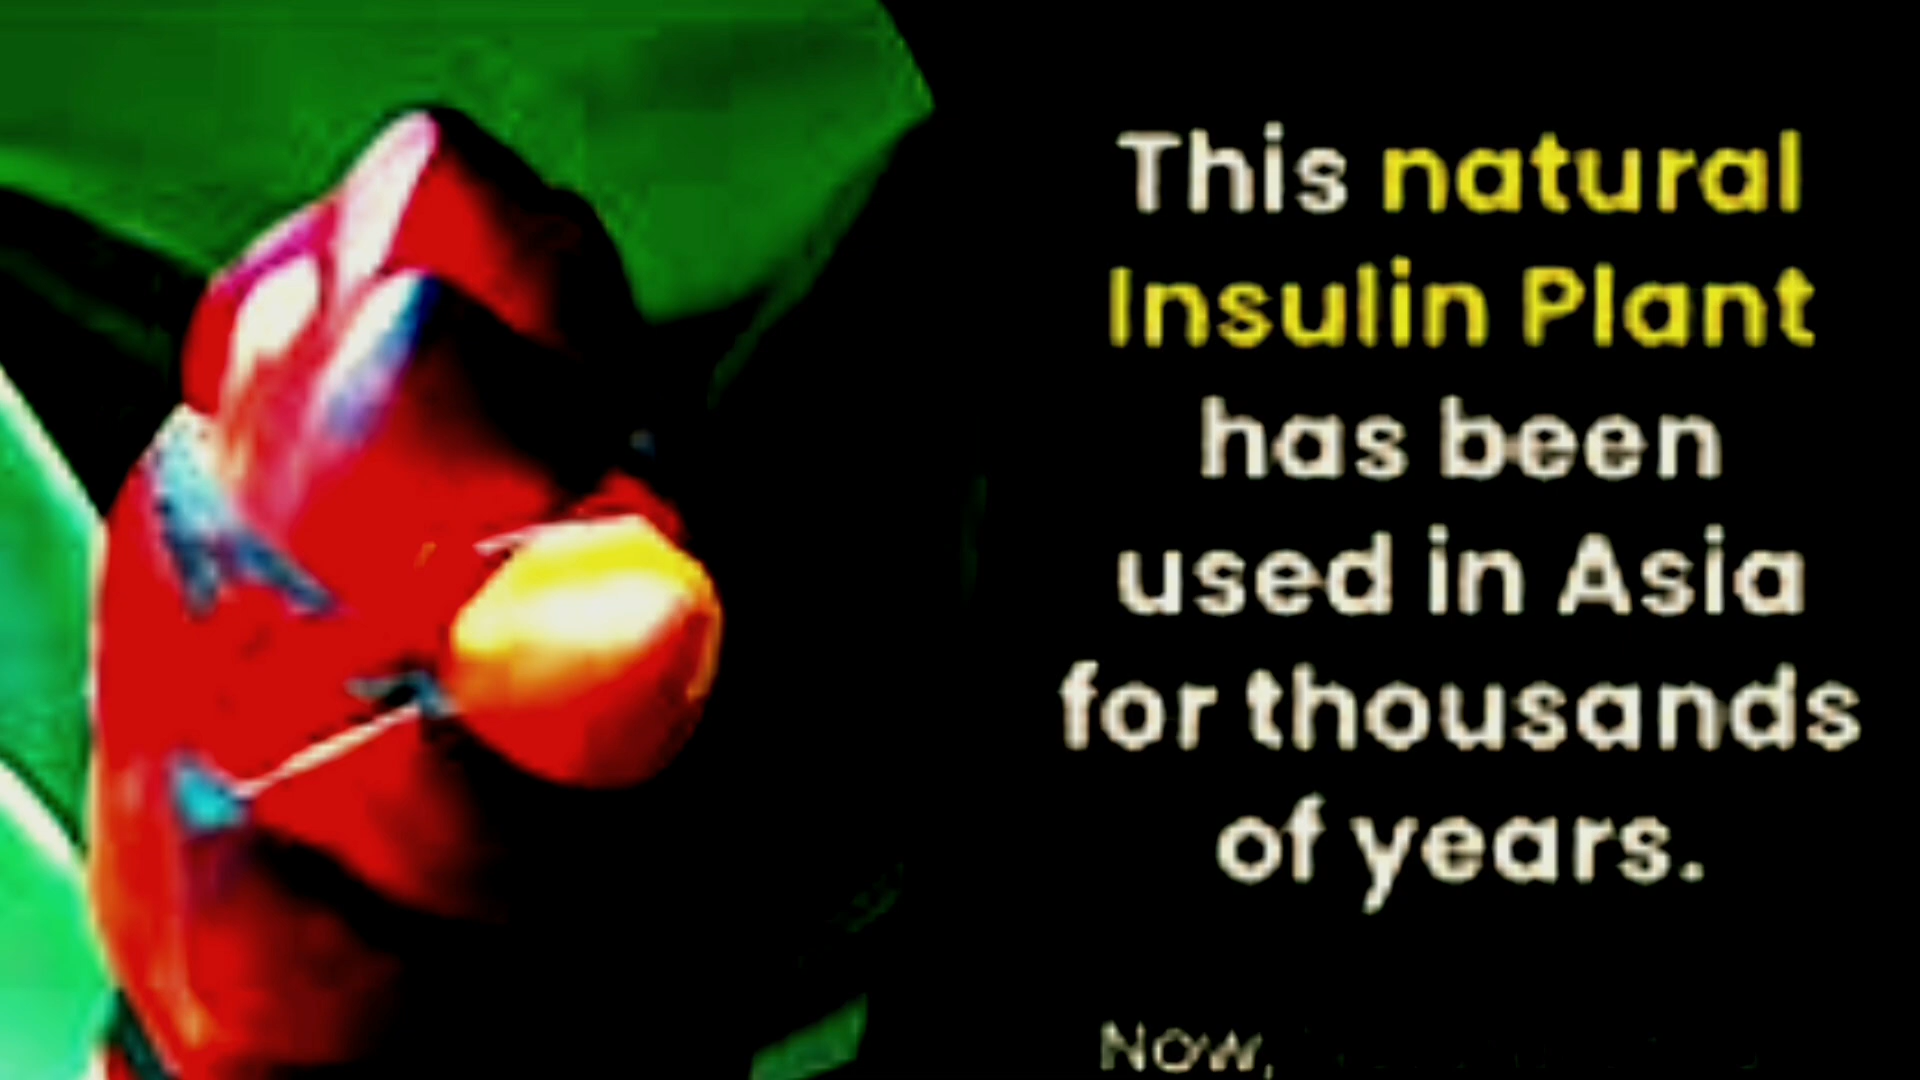 This natural
Insulin Plant
has been
used in Asia
for thousands
of years.
Now,